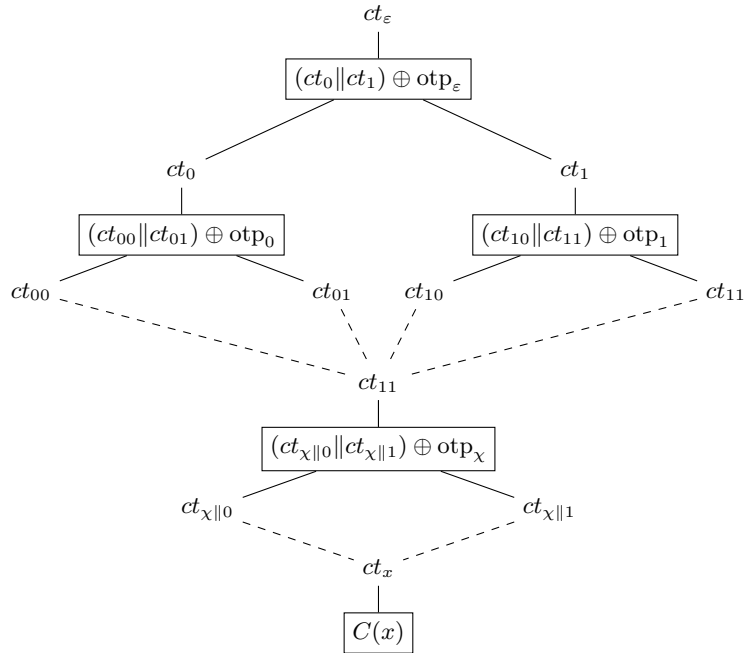 ct_ε
(ct_0‖ct_1) ⊕ otp_ε
ct_0 ct_1
(ct_00‖ct_01) ⊕ otp_0 (ct_10‖ct_11) ⊕ otp_1
ct_00 ct_01 ct_10 ct_11
ct_11
(ct_χ‖0‖ct_χ‖1) ⊕ otp_χ
ct_χ‖0 ct_χ‖1
ct_x
C(x)